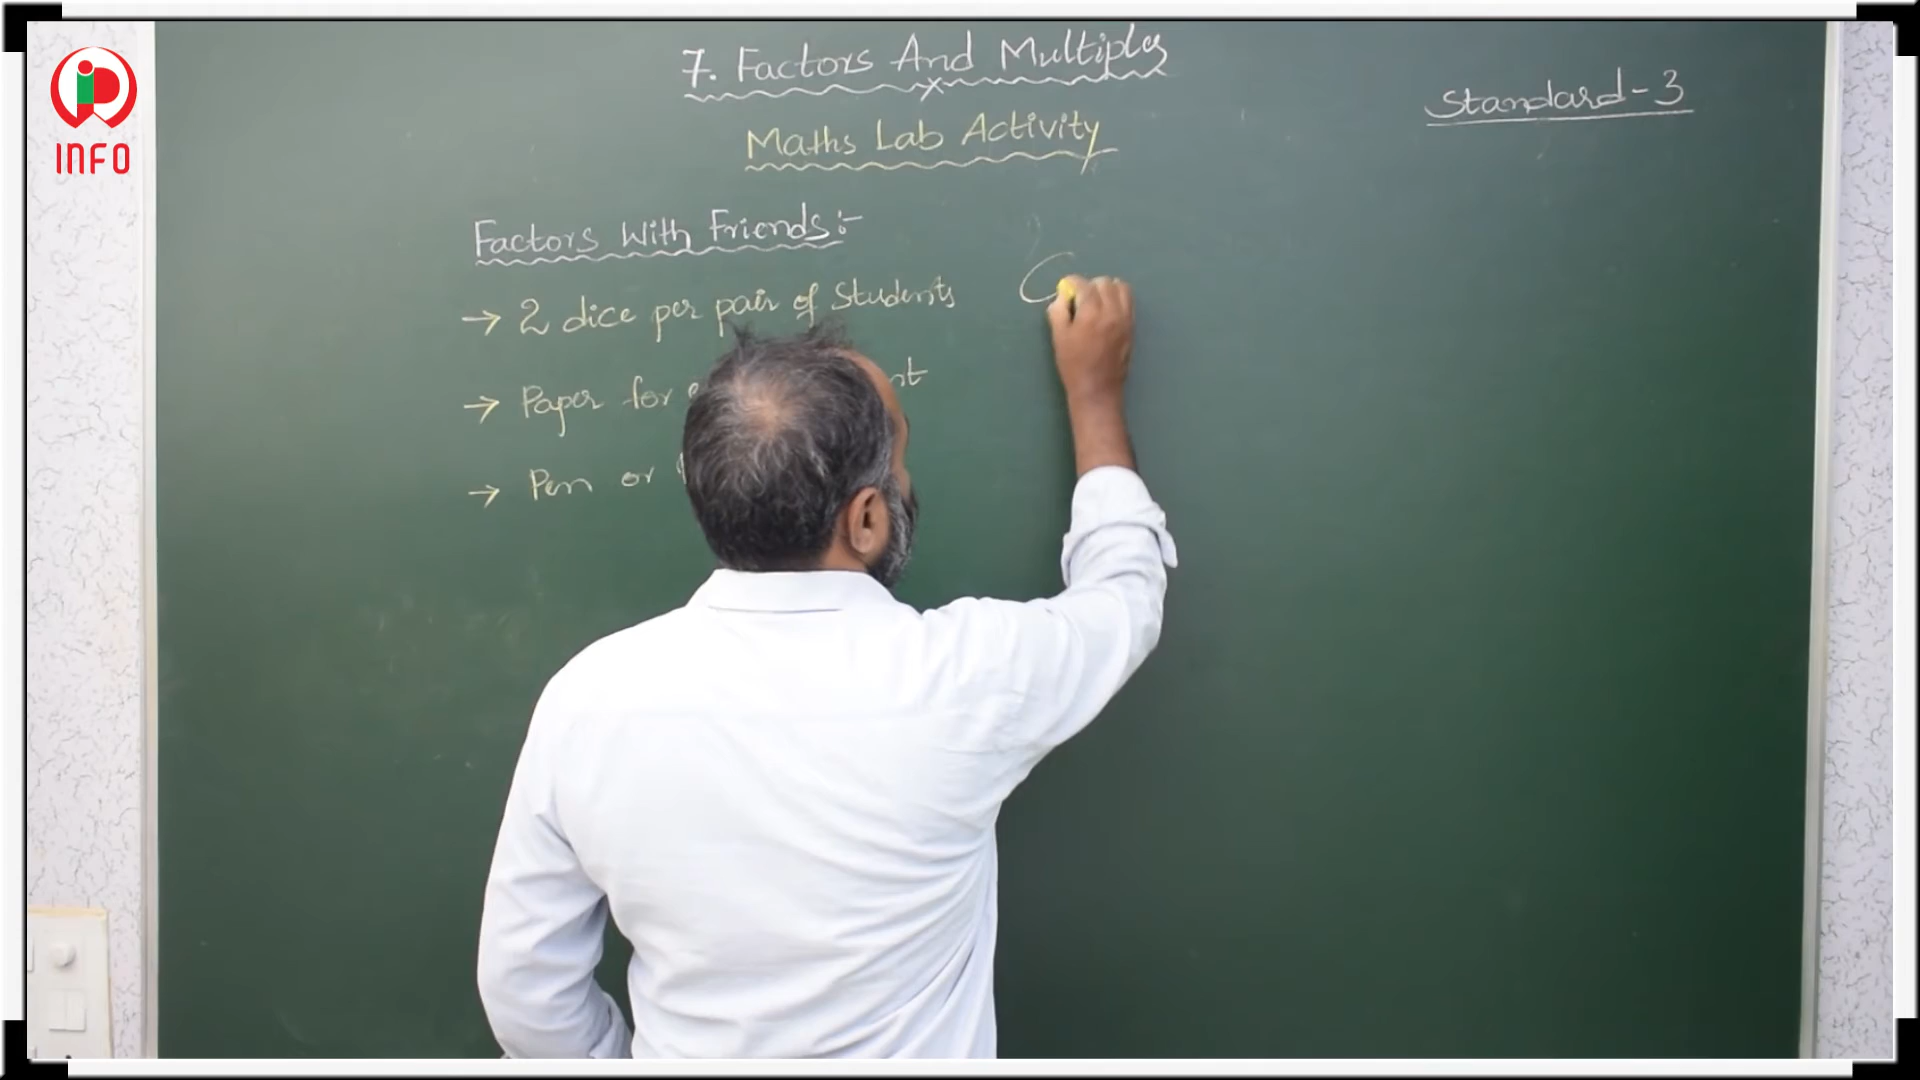 INFO
7. Factors And Multiples
Standard-3
Maths Lab Activity
Factors With Friends:-
→ 2 dice per pair of Students
→ Paper for
→ Pen or